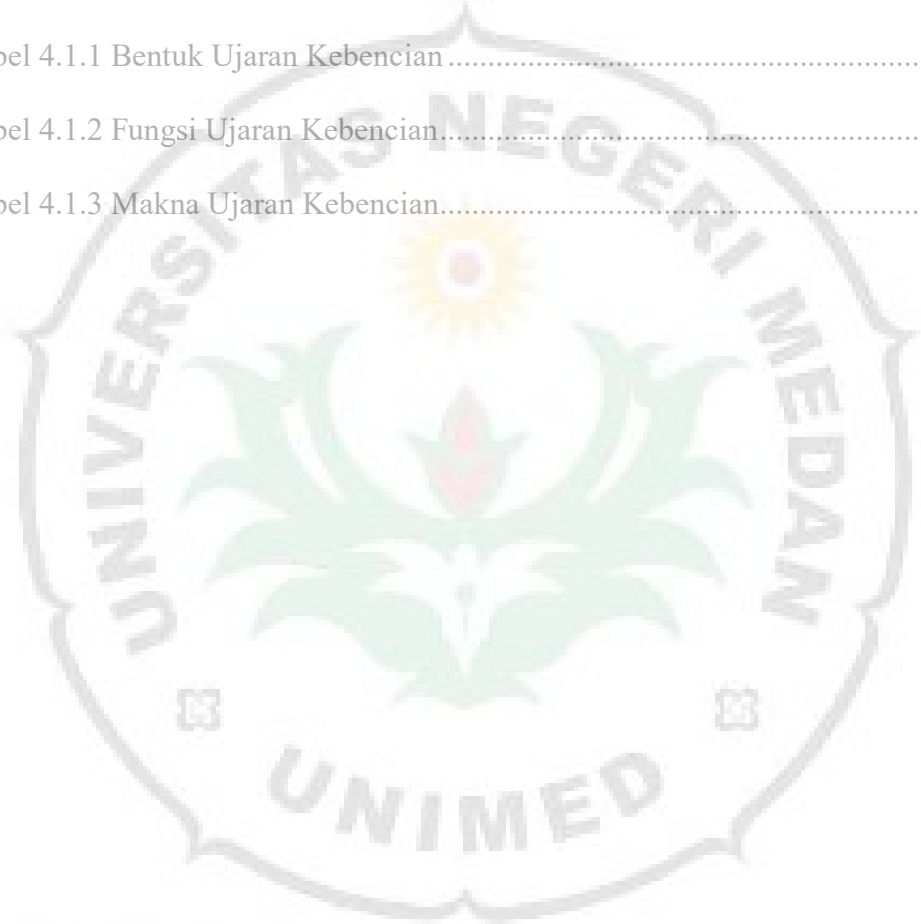 bel 4.1.1 Bentuk Ujaran Kebencian ........................................................................
bel 4.1.2 Fungsi Ujaran Kebencian ........................................................................
bel 4.1.3 Makna Ujaran Kebencian ........................................................................
UNIVERSITAS NEGERI MEDAN
UNIMED